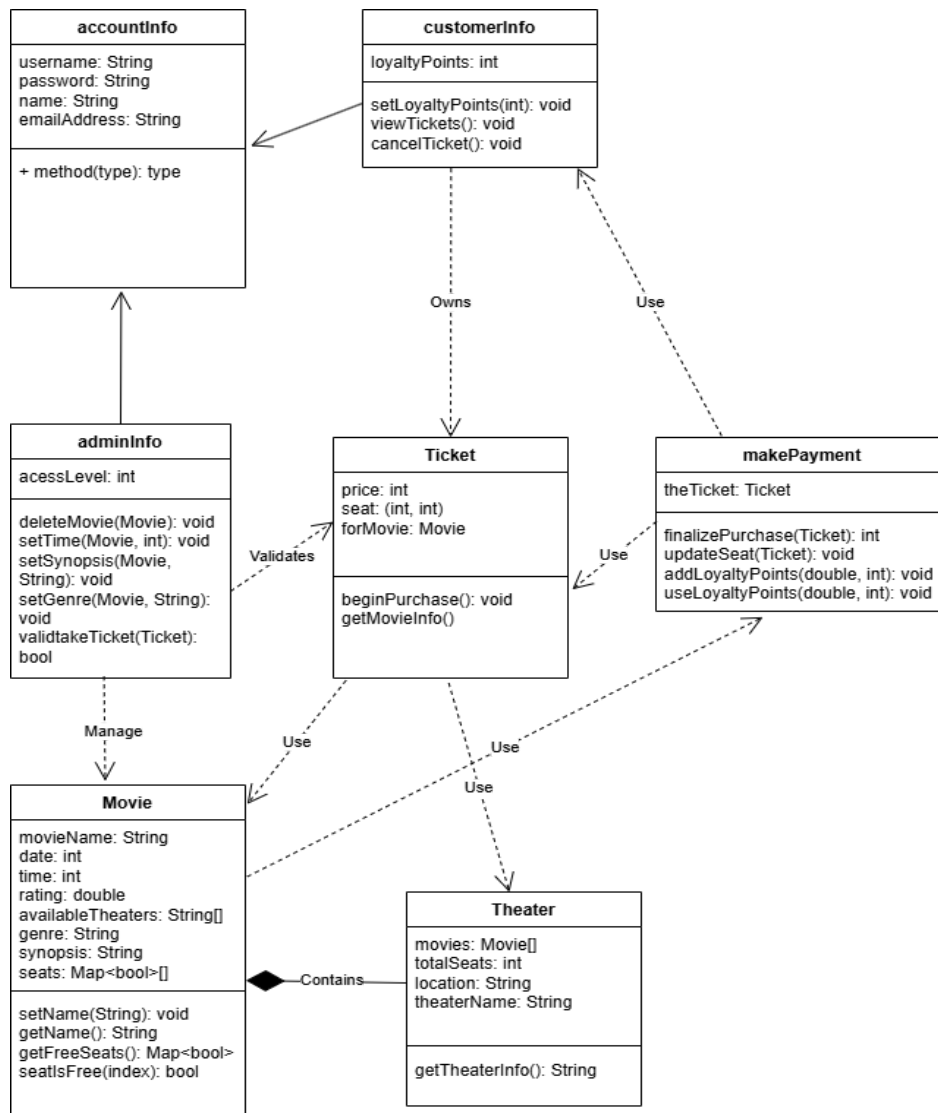 accountInfo
username: String
password: String
name: String
emailAddress: String
+ method(type): type
customerInfo
loyaltyPoints: int
setLoyaltyPoints(int): void
viewTickets(): void
cancelTicket(): void
Owns
Use
adminInfo
acessLevel: int
deleteMovie(Movie): void
setTime(Movie, int): void
setSynopsis(Movie,
String): void
setGenre(Movie, String):
void
validtakeTicket(Ticket):
bool
Validates
Ticket
price: int
seat: (int, int)
forMovie: Movie
beginPurchase(): void
getMovieInfo()
Use
makePayment
theTicket: Ticket
finalizePurchase(Ticket): int
updateSeat(Ticket): void
addLoyaltyPoints(double, int): void
useLoyaltyPoints(double, int): void
Manage
Use
Use
Use
Movie
movieName: String
date: int
time: int
rating: double
availableTheaters: String[]
genre: String
synopsis: String
seats: Map<bool>[]
setName(String): void
getName(): String
getFreeSeats(): Map<bool>
seatIsFree(index): bool
Contains
Theater
movies: Movie[]
totalSeats: int
location: String
theaterName: String
getTheaterInfo(): String